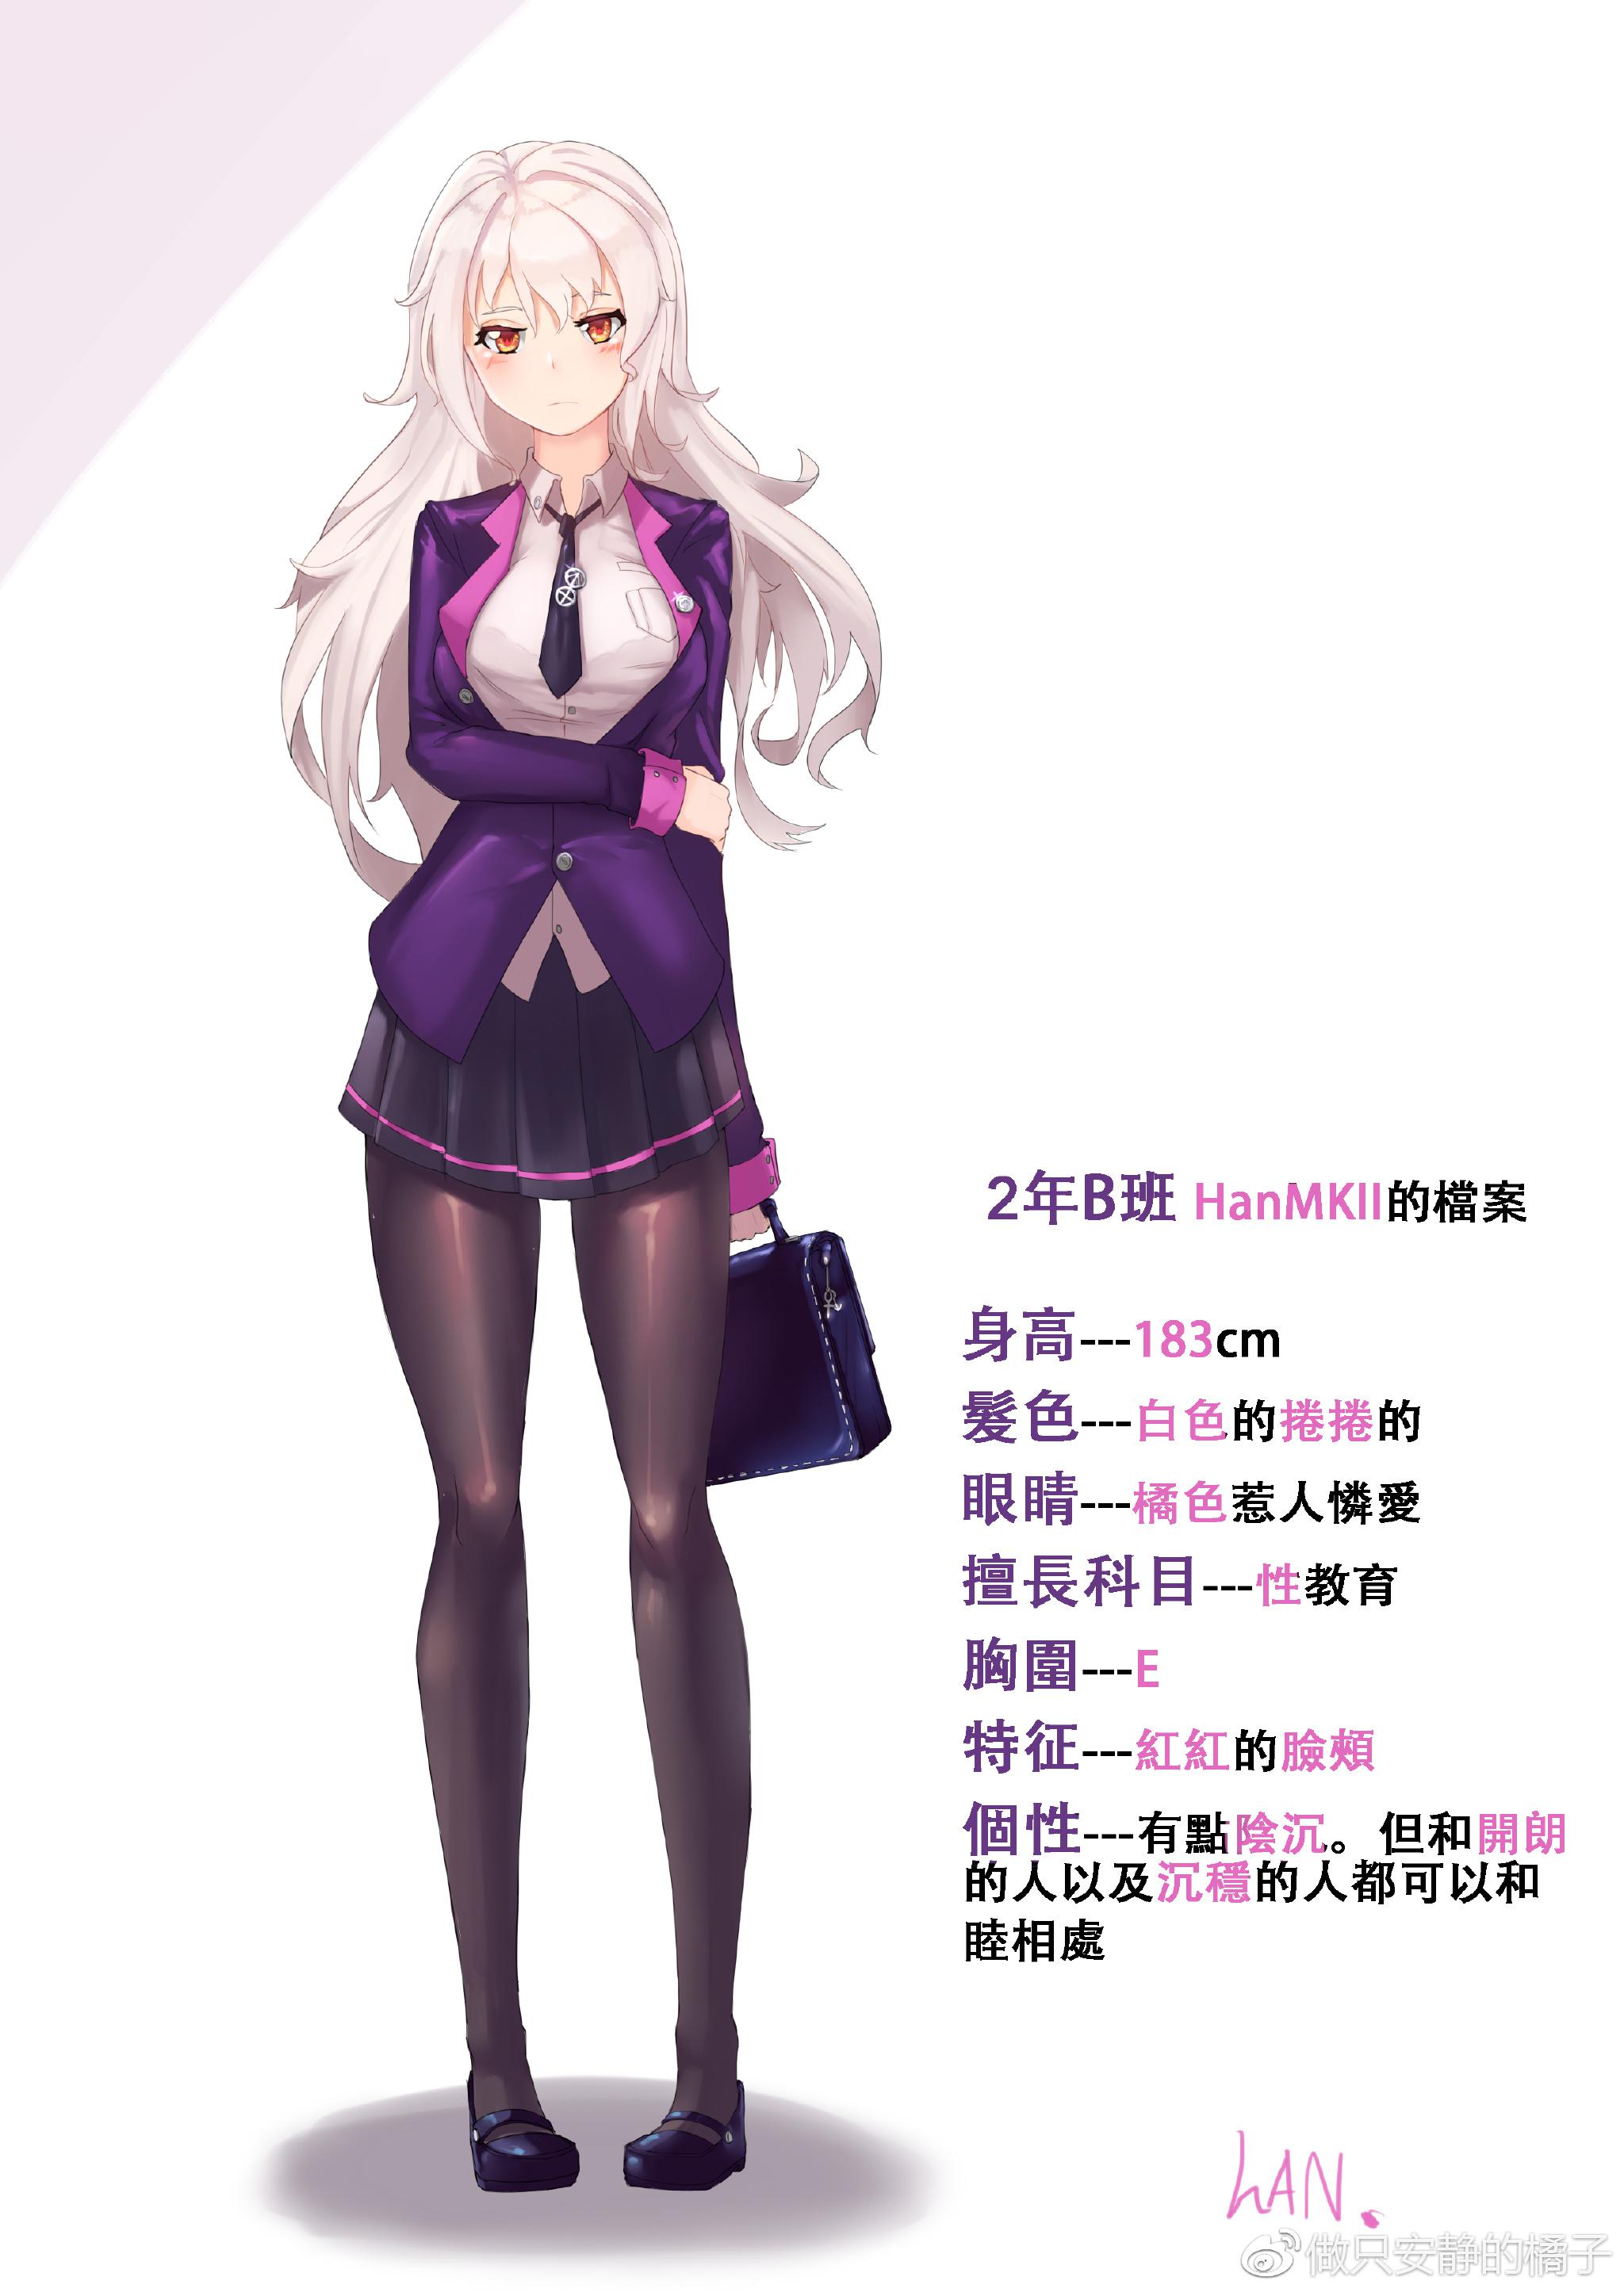 2年B班 HanMKII的檔案
身高---183cm
髮色---白色的捲捲的
眼睛---橘色惹人憐愛
擅長科目---性教育
胸圍---E
特征---紅紅的臉頰
個性---有點陰沉。但和開朗
的人以及沉穩的人都可以和
睦相處
HAN.
做只安静的橘子